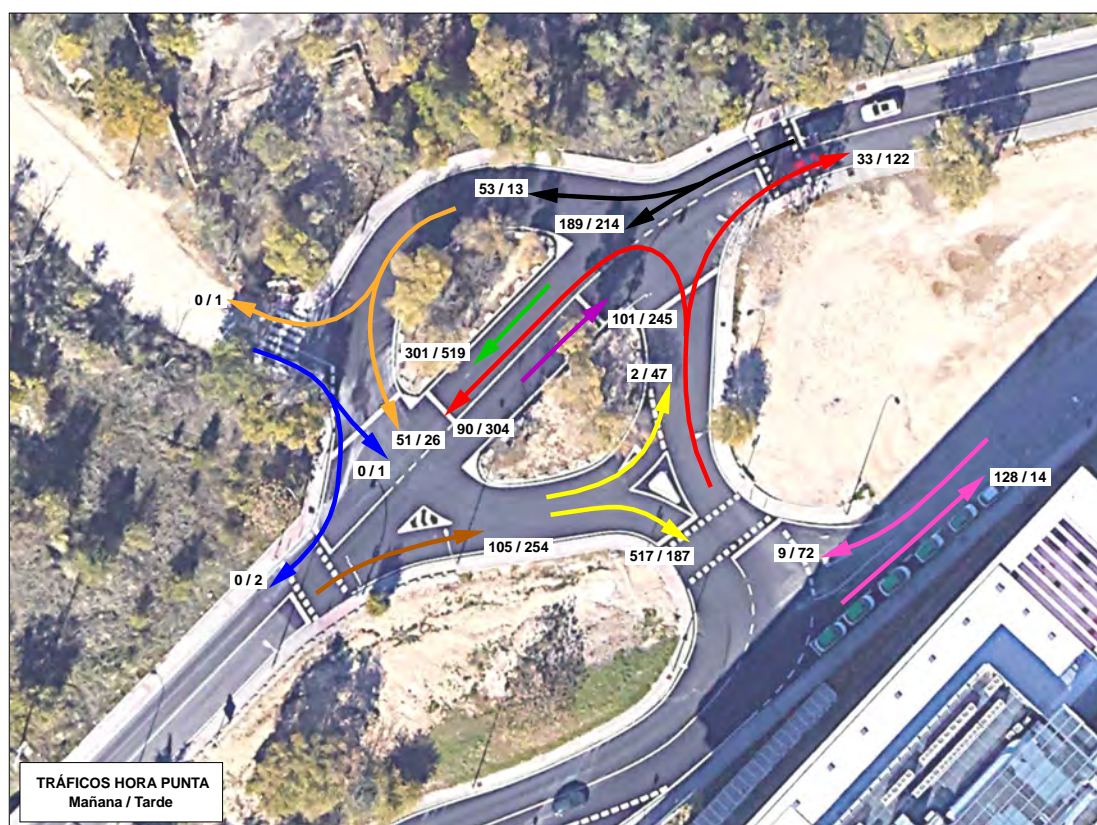 33 / 122
53 / 13
189 / 214
0 / 1
101 / 245
301 / 519
2 / 47
90 / 304
51 / 26
0 / 1
128 / 14
105 / 254
517 / 187
9 / 72
0 / 2
TRÁFICOS HORA PUNTA
Mañana / Tarde